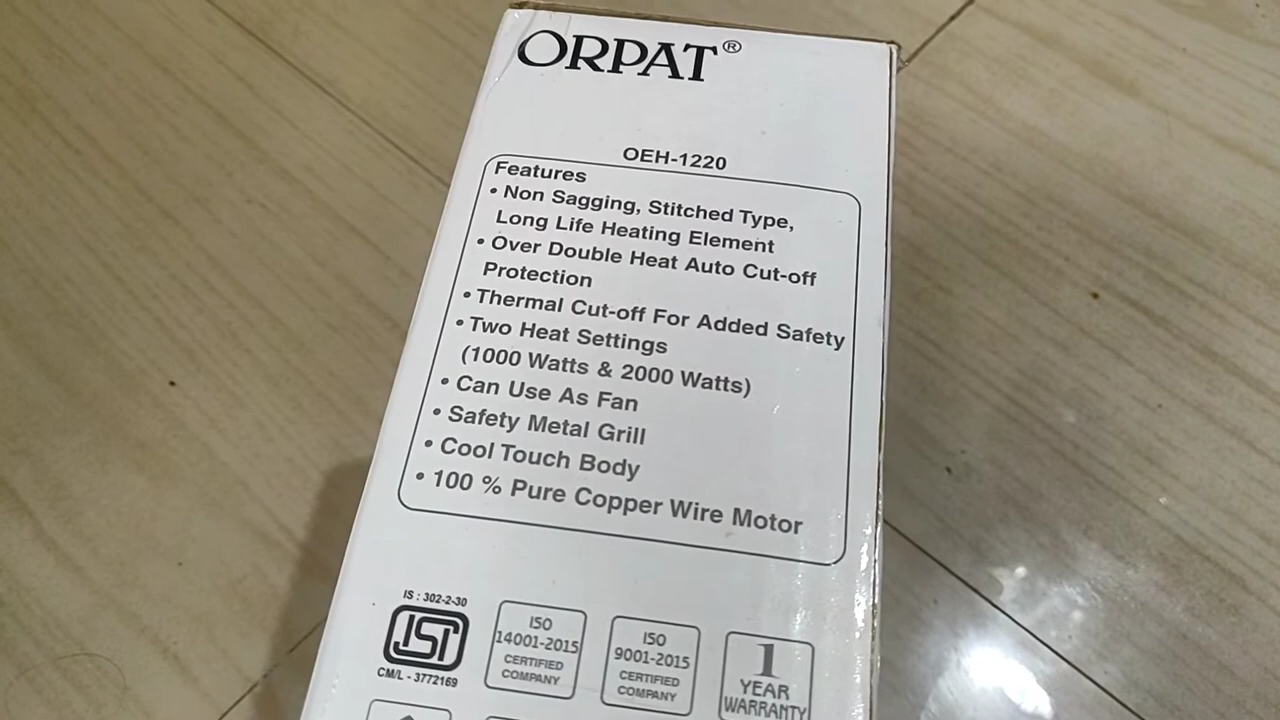 ORPAT®
OEH-1220
Features
• Non Sagging, Stitched Type,
Long Life Heating Element
• Over Double Heat Auto Cut-off
Protection
• Thermal Cut-off For Added Safety
• Two Heat Settings
(1000 Watts & 2000 Watts)
• Can Use As Fan
• Safety Metal Grill
• Cool Touch Body
• 100 % Pure Copper Wire Motor
IS : 302-2-30
ISI
CM/L - 3772169
ISO
14001-2015
CERTIFIED
COMPANY
ISO
9001-2015
CERTIFIED
COMPANY
1
YEAR
WARRANTY